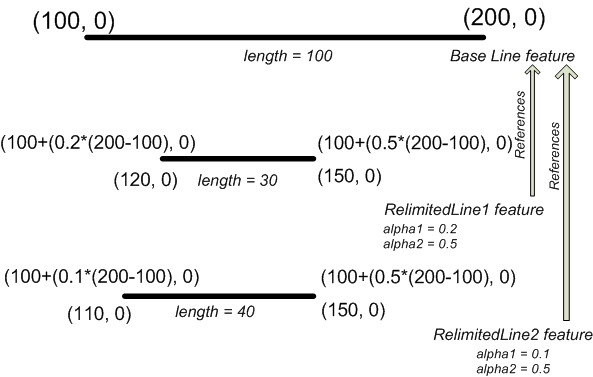 (100, 0)
(200, 0)
length = 100
Base Line feature
References
References
(100+(0.2*(200-100), 0)
(100+(0.5*(200-100), 0)
(120, 0)
length = 30
(150, 0)
RelimitedLine1 feature
alpha1 = 0.2
alpha2 = 0.5
(100+(0.1*(200-100), 0)
(100+(0.5*(200-100), 0)
(110, 0)
length = 40
(150, 0)
RelimitedLine2 feature
alpha1 = 0.1
alpha2 = 0.5